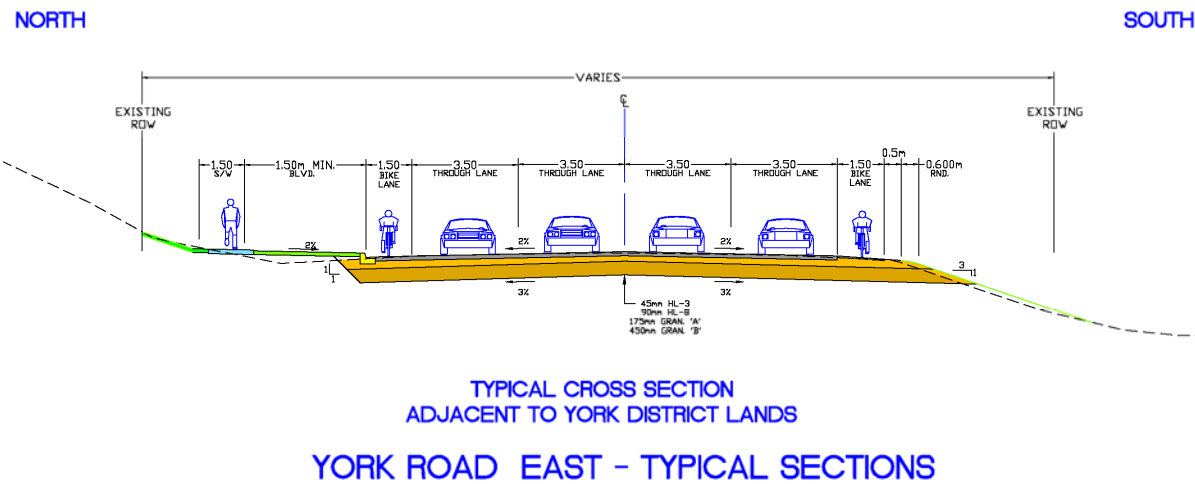 NORTH
SOUTH
VARIES
EXISTING
ROW
℄
EXISTING
ROW
1.50
S/W
1.50m MIN.
BLVD.
1.50
BIKE
LANE
3.50
THROUGH LANE
3.50
THROUGH LANE
3.50
THROUGH LANE
3.50
THROUGH LANE
1.50
BIKE
LANE
0.5m
0.600m
RND.
2%
2%
2%
1
1
3
1
3%
3%
45mm HL-3
90mm HL-8
175mm GRAN. 'A'
450mm GRAN. 'B'
TYPICAL CROSS SECTION
ADJACENT TO YORK DISTRICT LANDS
YORK ROAD EAST - TYPICAL SECTIONS